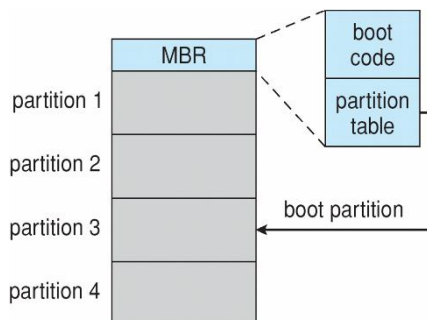 MBR
boot
code
partition
table
partition 1
partition 2
boot partition
partition 3
partition 4